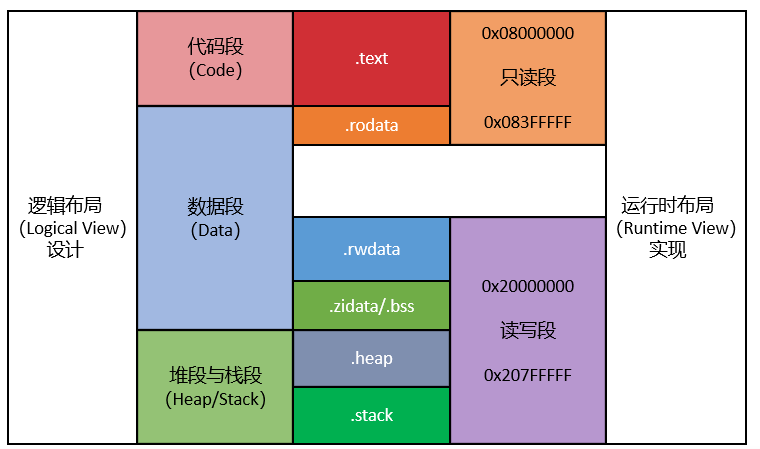 逻辑布局
（Logical View）
设计
代码段
（Code）
数据段
（Data）
堆段与栈段
（Heap/Stack）
.text
.rodata
.rwdata
.zidata/.bss
.heap
.stack
0x08000000
只读段
0x083FFFFF
0x20000000
读写段
0x207FFFFF
运行时布局
（Runtime View）
实现